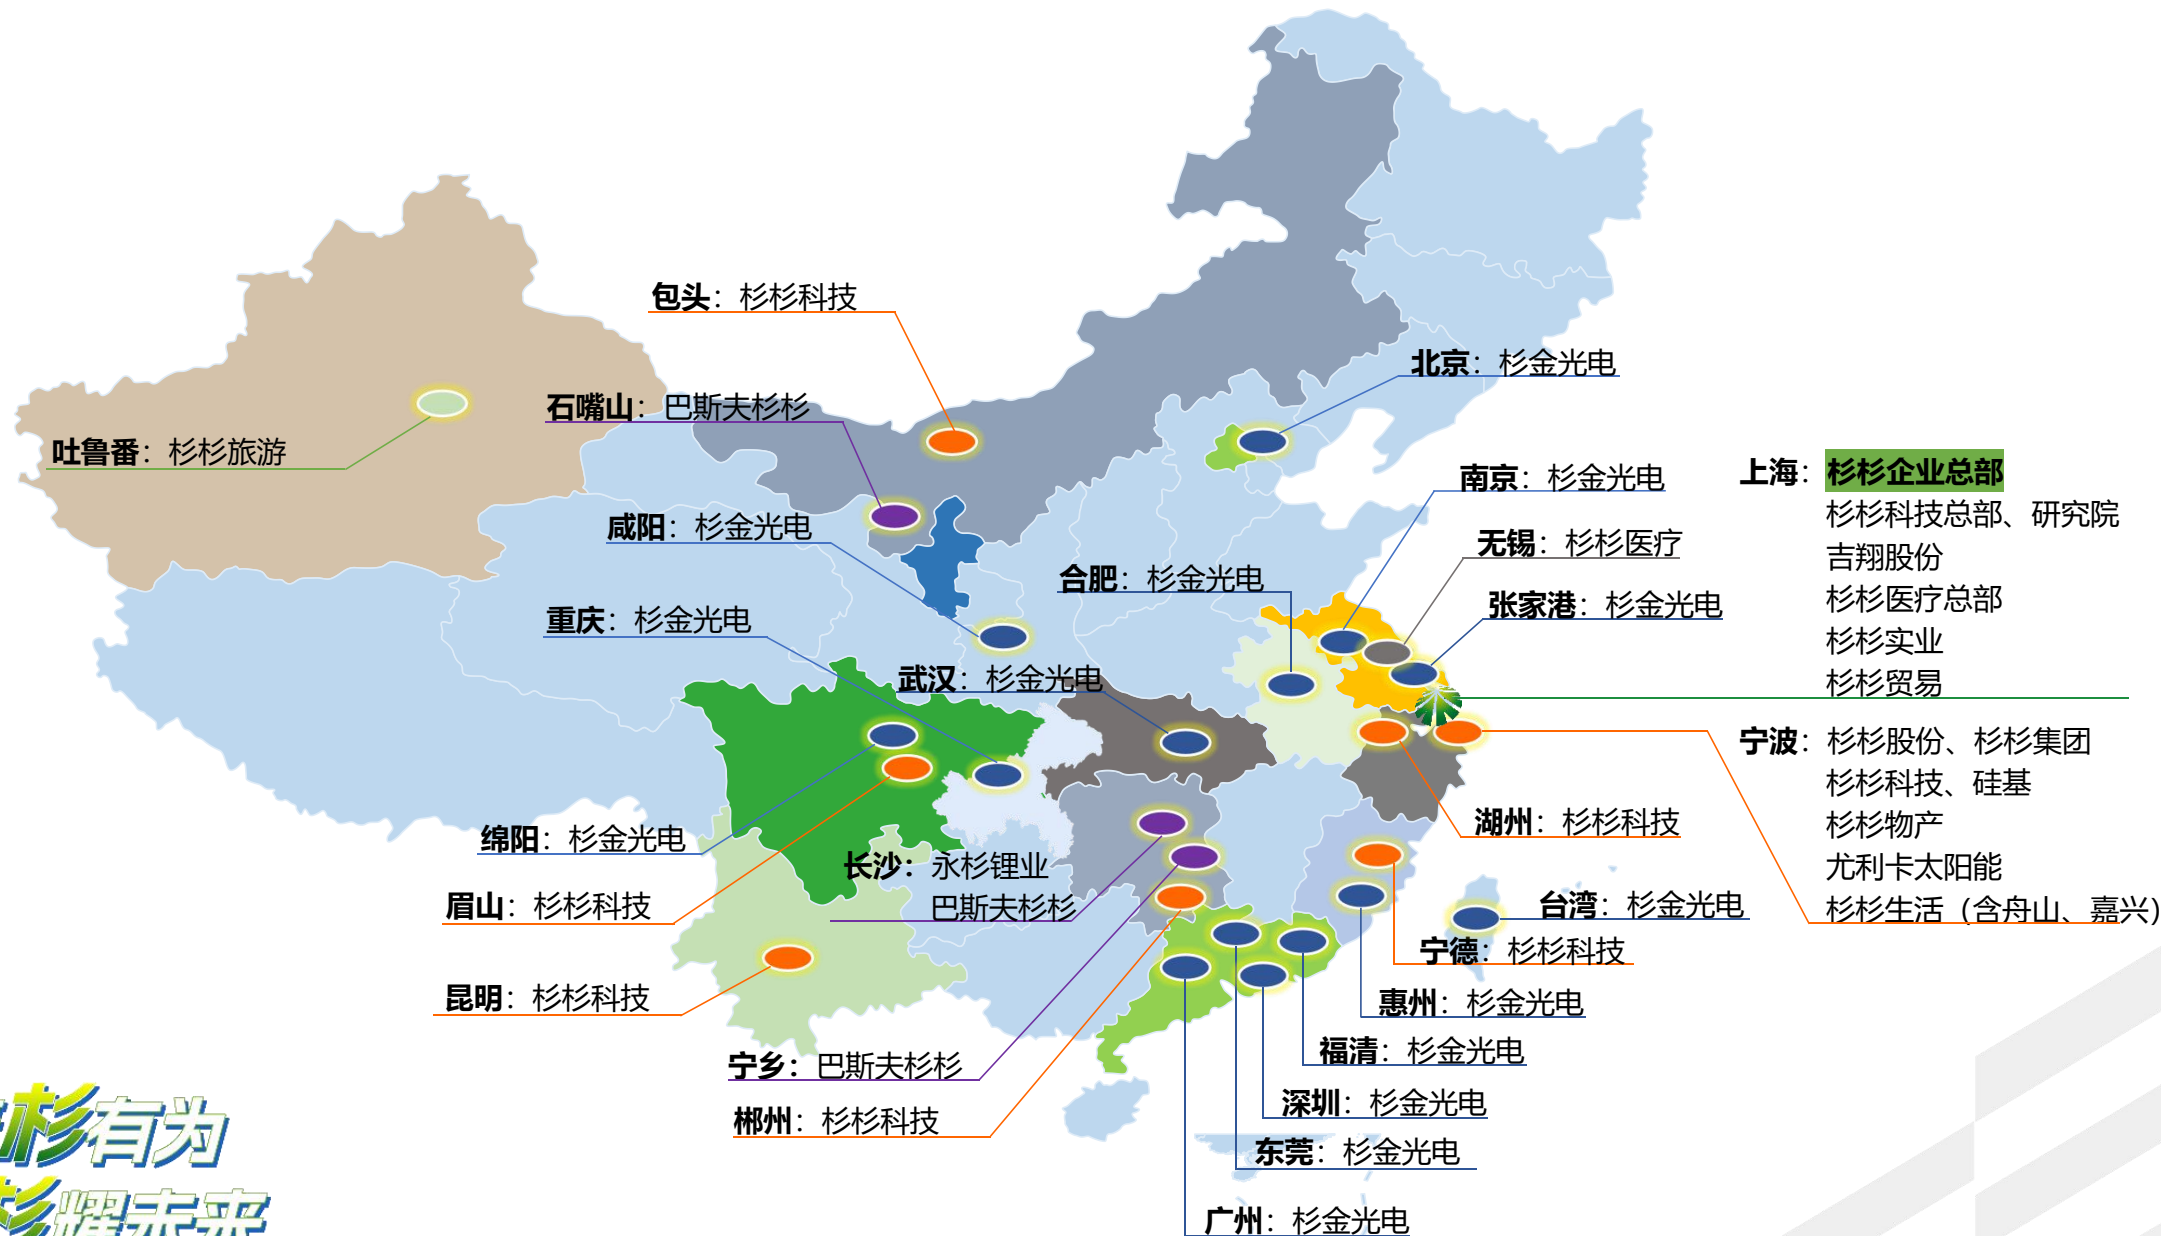 包头：杉杉科技
北京：杉金光电
石嘴山：巴斯夫杉杉
吐鲁番：杉杉旅游
南京：杉金光电
咸阳：杉金光电
无锡：杉杉医疗
合肥：杉金光电
张家港：杉金光电
重庆：杉金光电
武汉：杉金光电
上海：杉杉企业总部
杉杉科技总部、研究院
吉翔股份
杉杉医疗总部
杉杉实业
杉杉贸易
宁波：杉杉股份、杉杉集团
杉杉科技、硅基
杉杉物产
尤利卡太阳能
杉杉生活（含舟山、嘉兴）
湖州：杉杉科技
绵阳：杉金光电
长沙：永杉锂业
巴斯夫杉杉
眉山：杉杉科技
台湾：杉金光电
宁德：杉杉科技
昆明：杉杉科技
惠州：杉金光电
福清：杉金光电
宁乡：巴斯夫杉杉
深圳：杉金光电
郴州：杉杉科技
东莞：杉金光电
广州：杉金光电
杉有为
杉耀未来